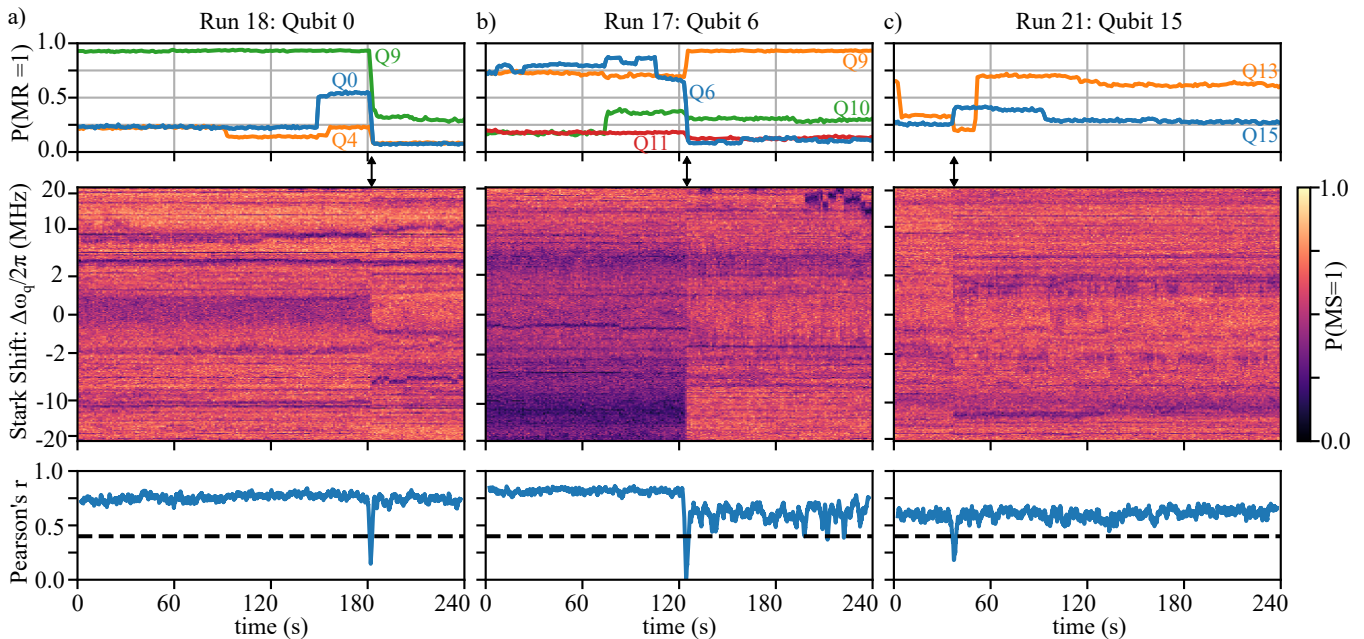 a) Run 18: Qubit 0
b) Run 17: Qubit 6
c) Run 21: Qubit 15
P(MR =1)
1.0
0.5
0.0
Q9
Q0
Q4
Q9
Q6
Q10
Q11
Q13
Q15
Stark Shift: Δω_q/2π (MHz)
20
10
2
0
-2
-10
-20
1.0
P(MS=1)
0.0
Pearson's r
1.0
0.5
0.0
0 60 120 180 240
0 60 120 180 240
0 60 120 180 240
time (s)
time (s)
time (s)